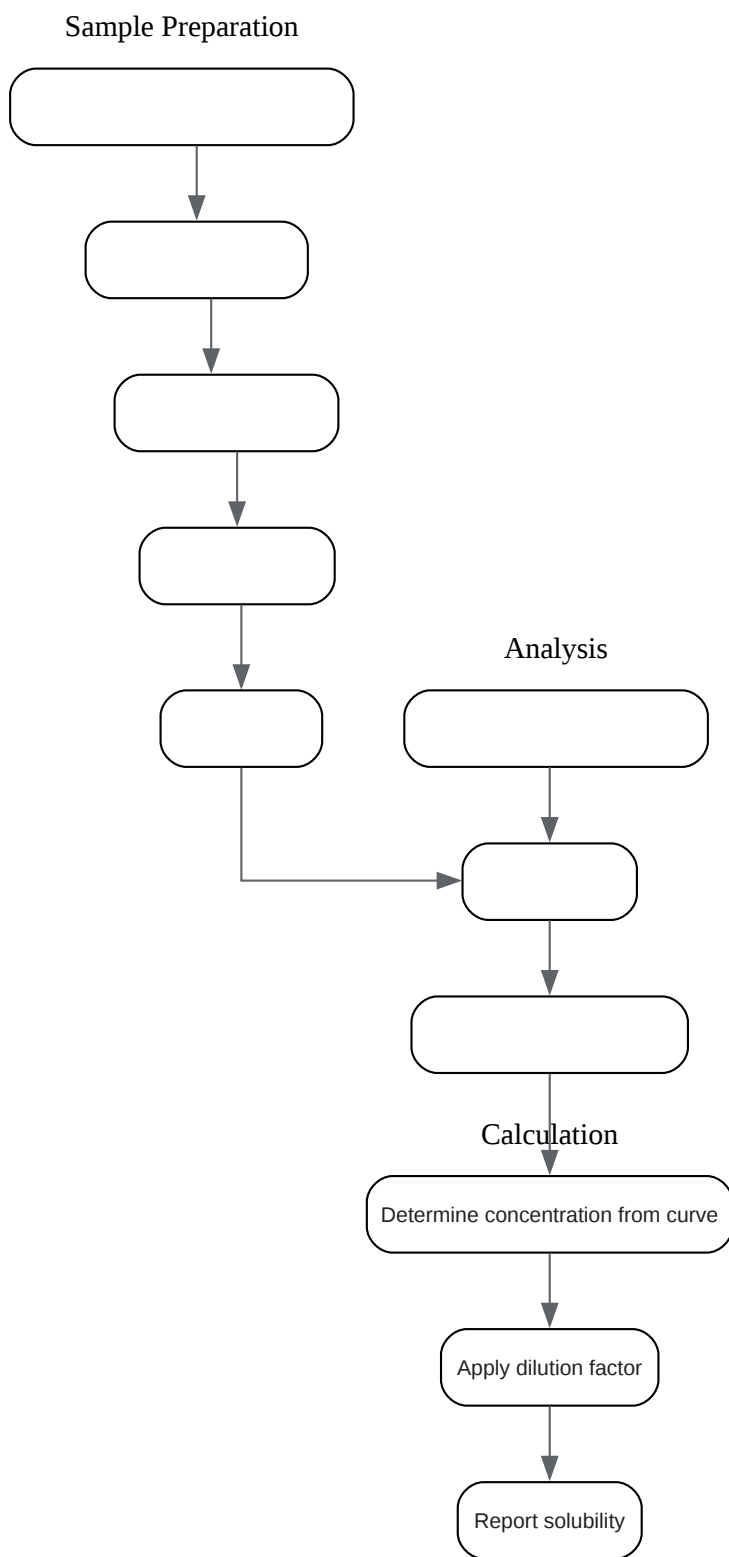 Sample Preparation
Analysis
Calculation
Determine concentration from curve
Apply dilution factor
Report solubility